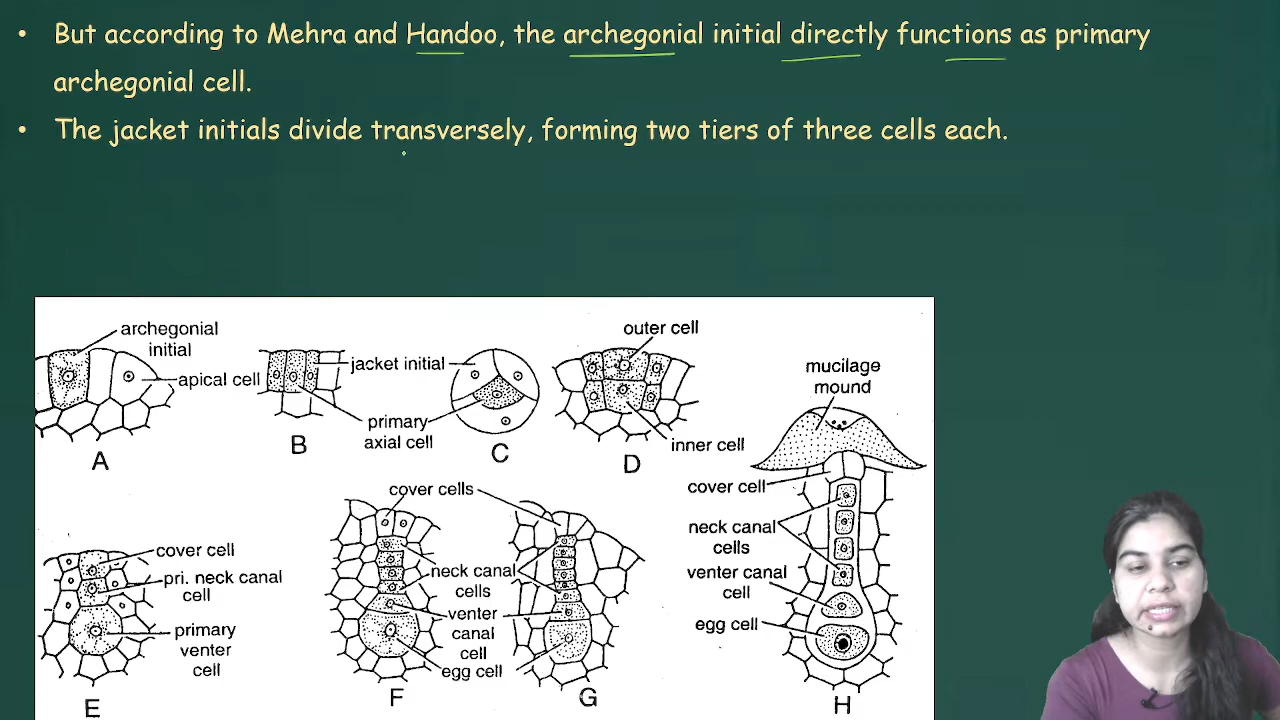 • But according to Mehra and Handoo, the archegonial initial directly functions as primary
archegonial cell.
• The jacket initials divide transversely, forming two tiers of three cells each.
archegonial
initial
apical cell
A
jacket initial
primary
axial cell
B
C
outer cell
inner cell
D
mucilage
mound
cover cell
neck canal
cells
venter canal
cell
egg cell
H
cover cell
pri. neck canal
cell
primary
venter
cell
E
cover cells
neck canal
cells
venter
canal
cell
egg cell
F
G